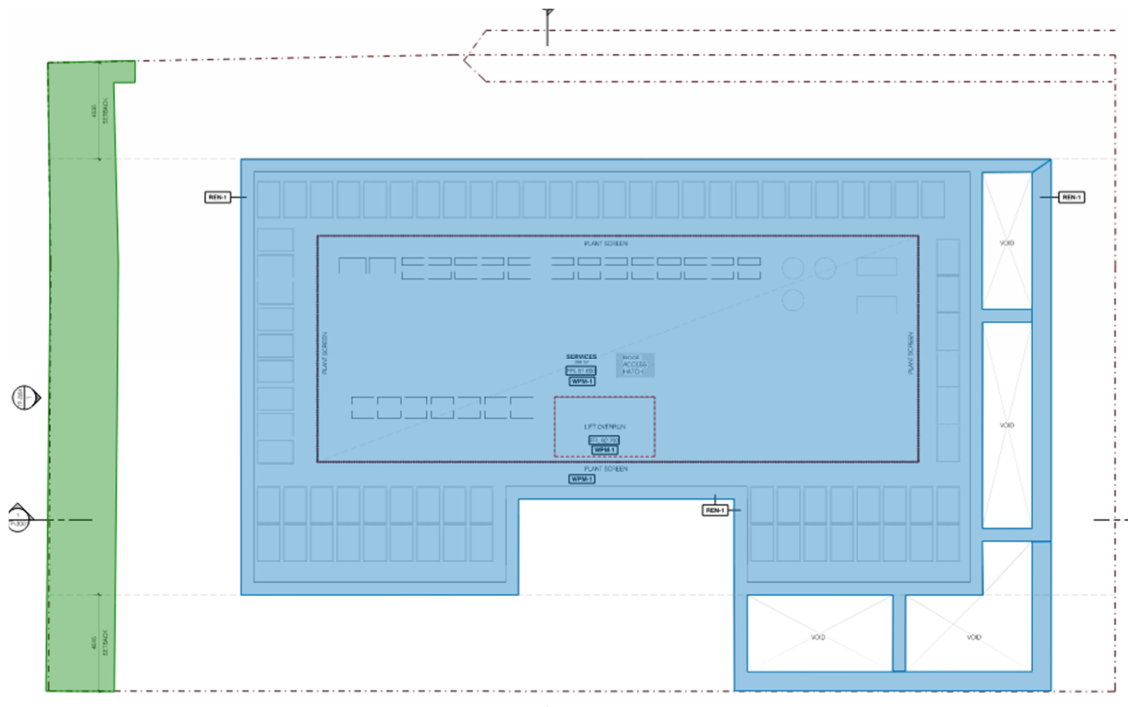 SETBACK
REN-1
REN-1
PLANT SCREEN
VOID
PLANT SCREEN
PLANT SCREEN
SERVICES
WPM-1
ACCESS
HATCH
VOID
LIFT OVERRUN
WPM-1
PLANT SCREEN
WPM-1
REN-1
SETBACK
VOID
VOID